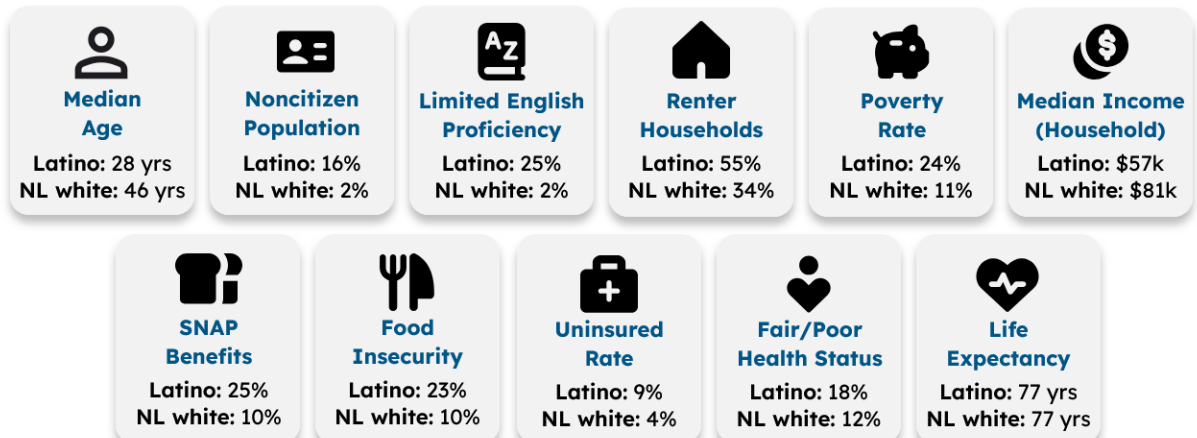 Median
Age
Latino: 28 yrs
NL white: 46 yrs
Noncitizen
Population
Latino: 16%
NL white: 2%
AZ
Limited English
Proficiency
Latino: 25%
NL white: 2%
Renter
Households
Latino: 55%
NL white: 34%
Poverty
Rate
Latino: 24%
NL white: 11%
$
Median Income
(Household)
Latino: $57k
NL white: $81k
SNAP
Benefits
Latino: 25%
NL white: 10%
Food
Insecurity
Latino: 23%
NL white: 10%
Uninsured
Rate
Latino: 9%
NL white: 4%
Fair/Poor
Health Status
Latino: 18%
NL white: 12%
Life
Expectancy
Latino: 77 yrs
NL white: 77 yrs